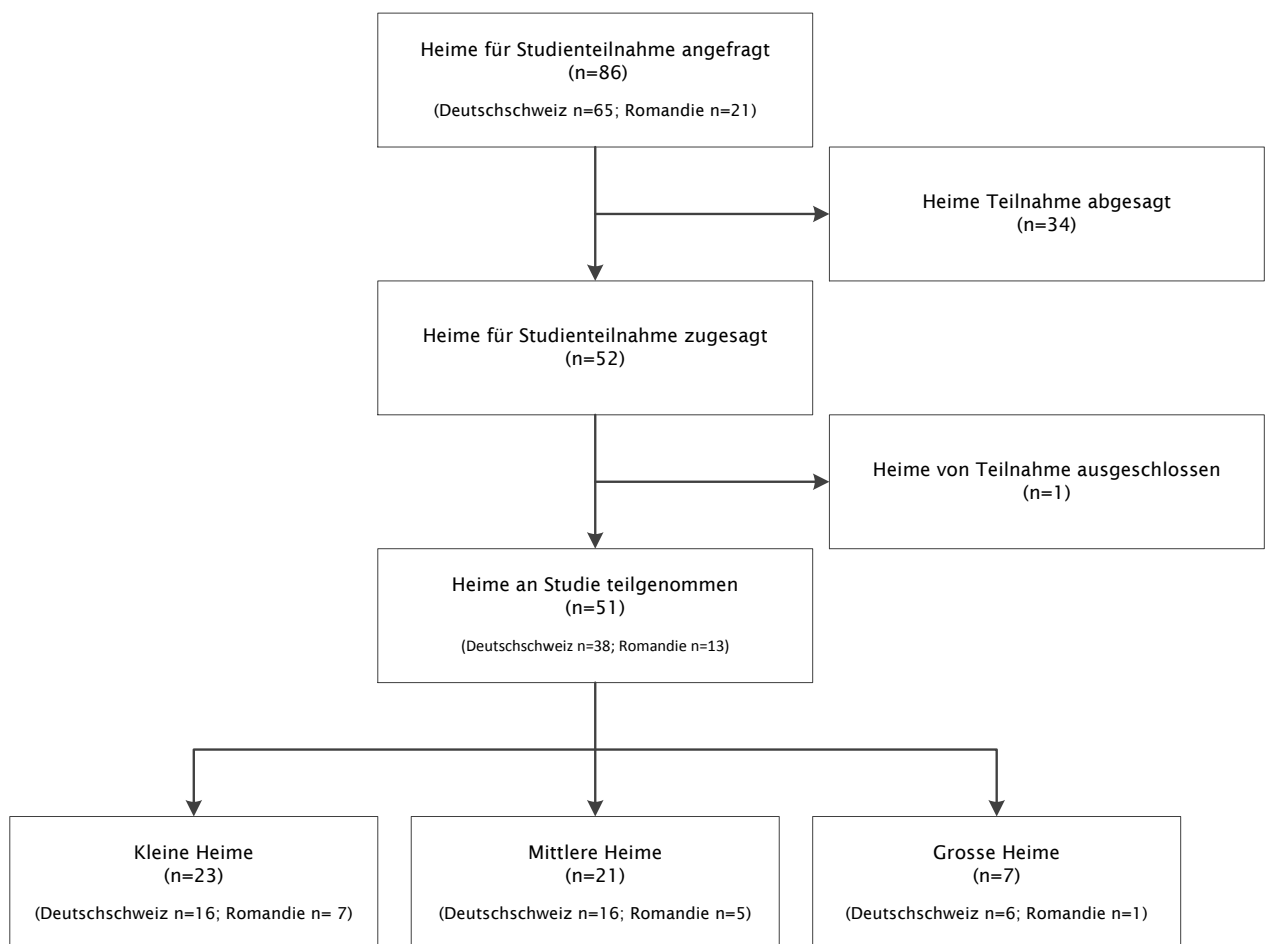 Heime für Studienteilnahme angefragt
(n=86)
(Deutschschweiz n=65; Romandie n=21)
Heime Teilnahme abgesagt
(n=34)
Heime für Studienteilnahme zugesagt
(n=52)
Heime von Teilnahme ausgeschlossen
(n=1)
Heime an Studie teilgenommen
(n=51)
(Deutschschweiz n=38; Romandie n=13)
Kleine Heime
(n=23)
(Deutschschweiz n=16; Romandie n= 7)
Mittlere Heime
(n=21)
(Deutschschweiz n=16; Romandie n=5)
Grosse Heime
(n=7)
(Deutschschweiz n=6; Romandie n=1)